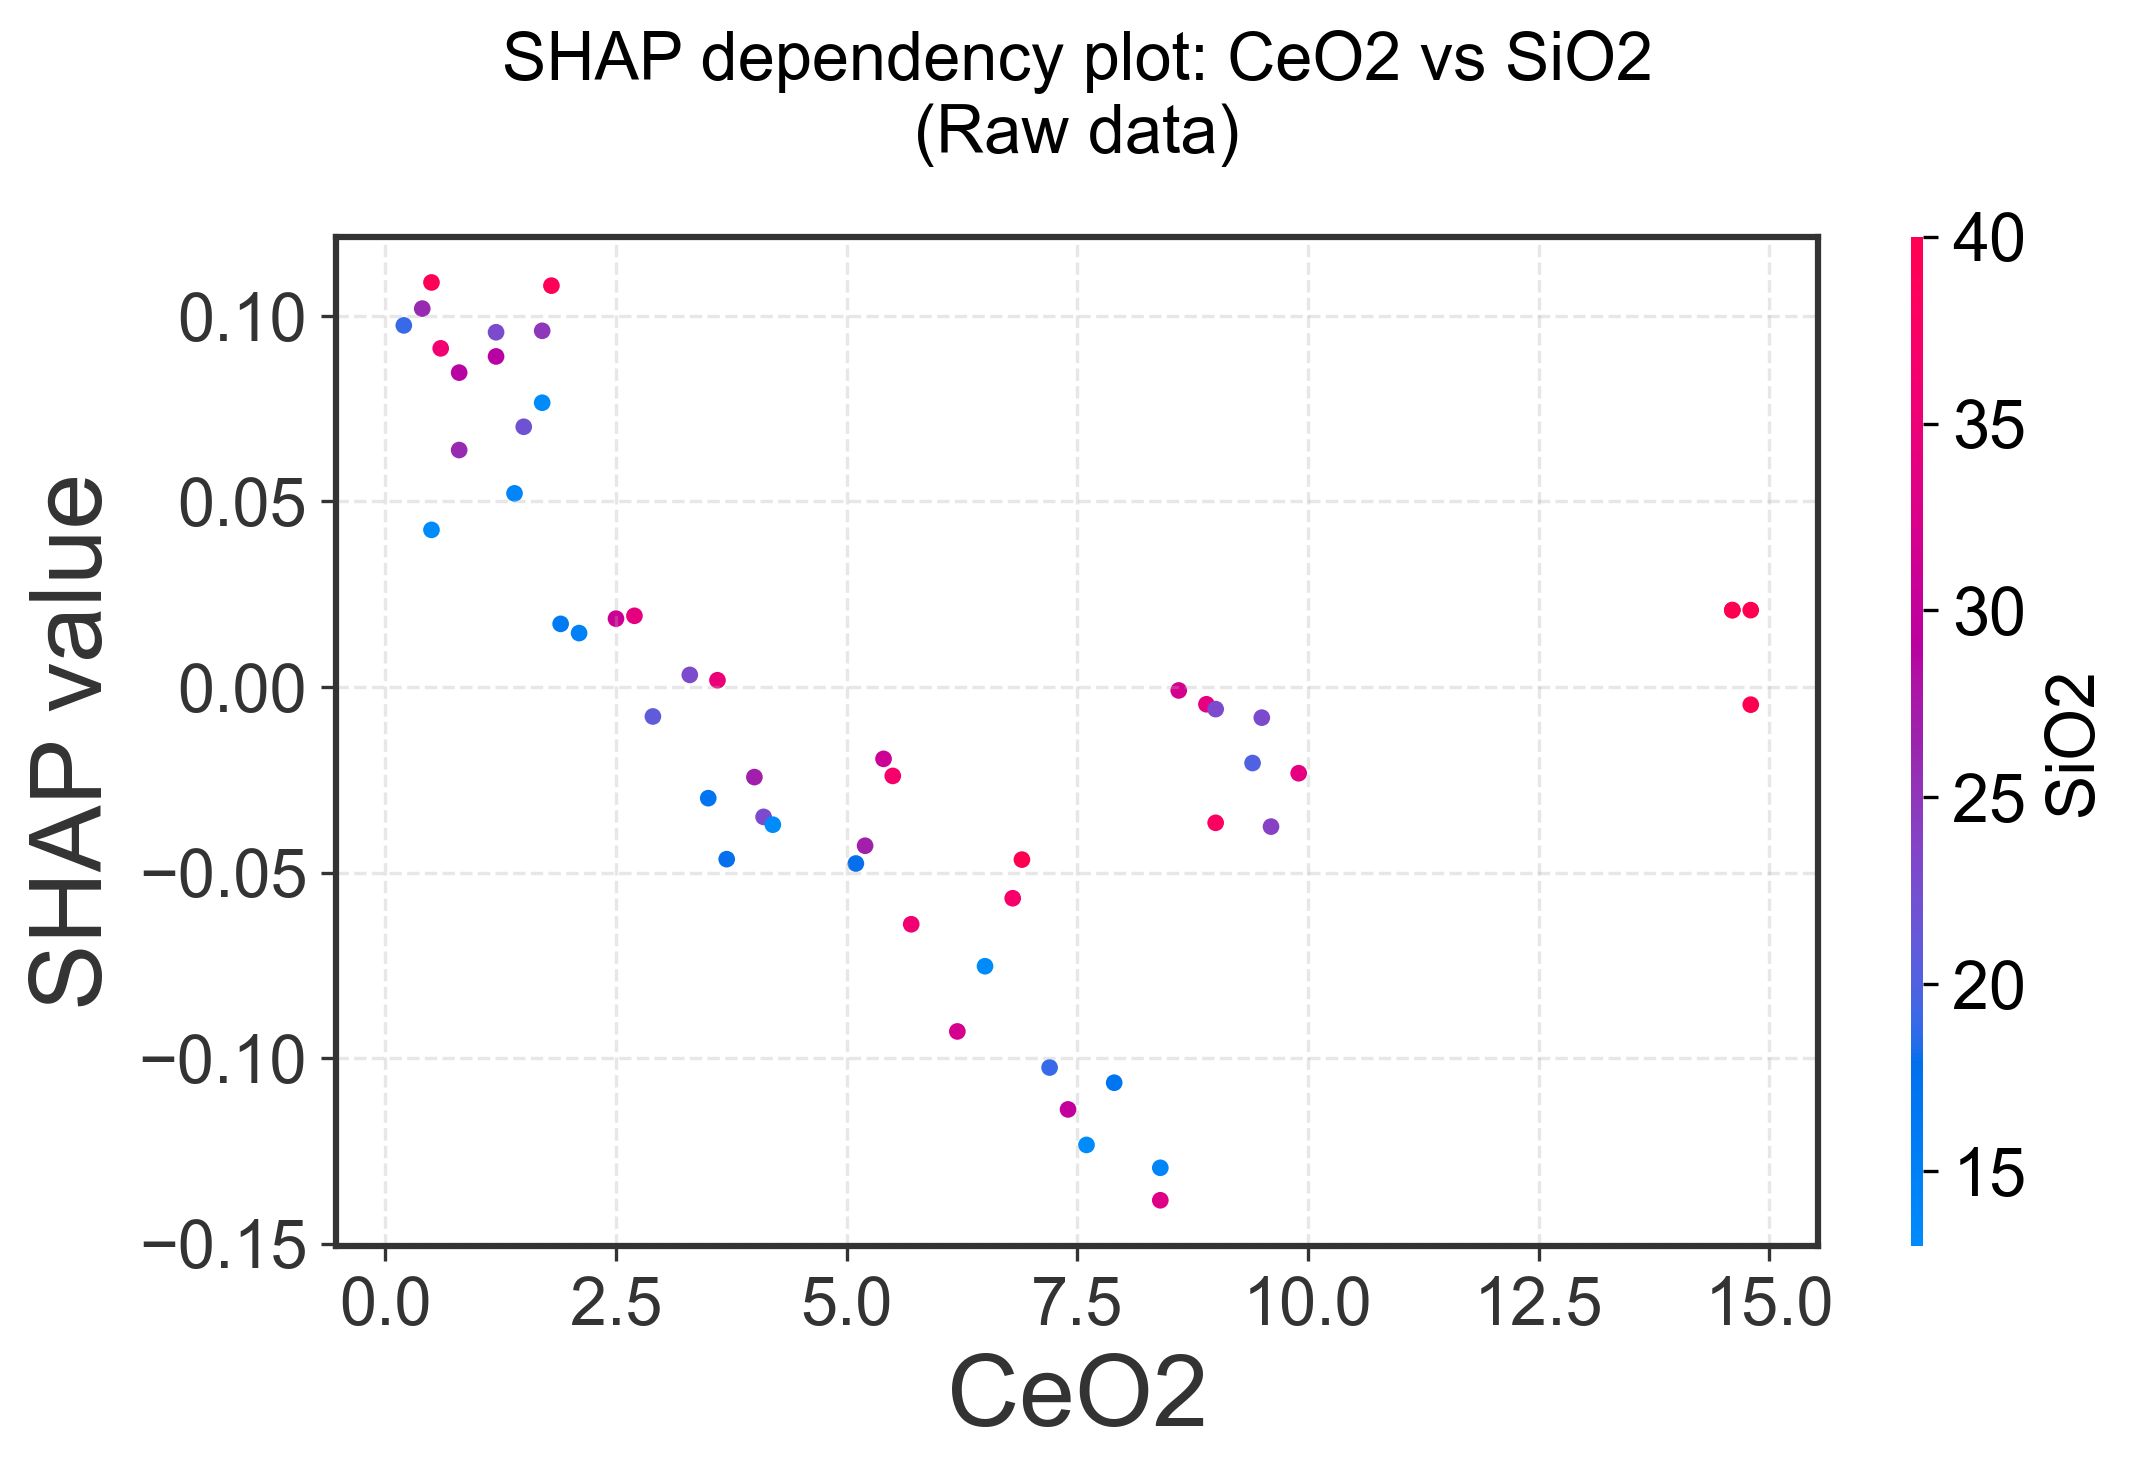 SHAP dependency plot: CeO2 vs SiO2
(Raw data)
SHAP value
0.10
0.05
0.00
−0.05
−0.10
−0.15
0.0 2.5 5.0 7.5 10.0 12.5 15.0
CeO2
40
35
30
25
20
15
SiO2